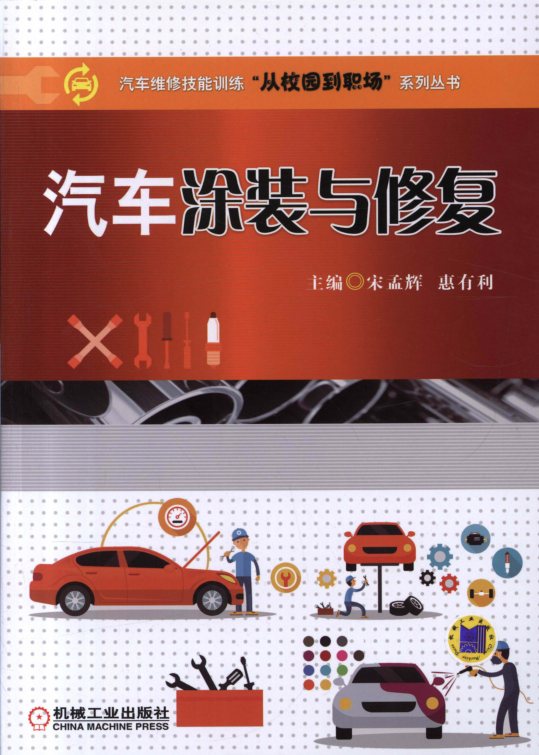 汽车维修技能训练“从校园到职场”系列丛书
汽车涂装与修复
主编◎宋孟辉 惠有利
机械工业出版社
CHINA MACHINE PRESS